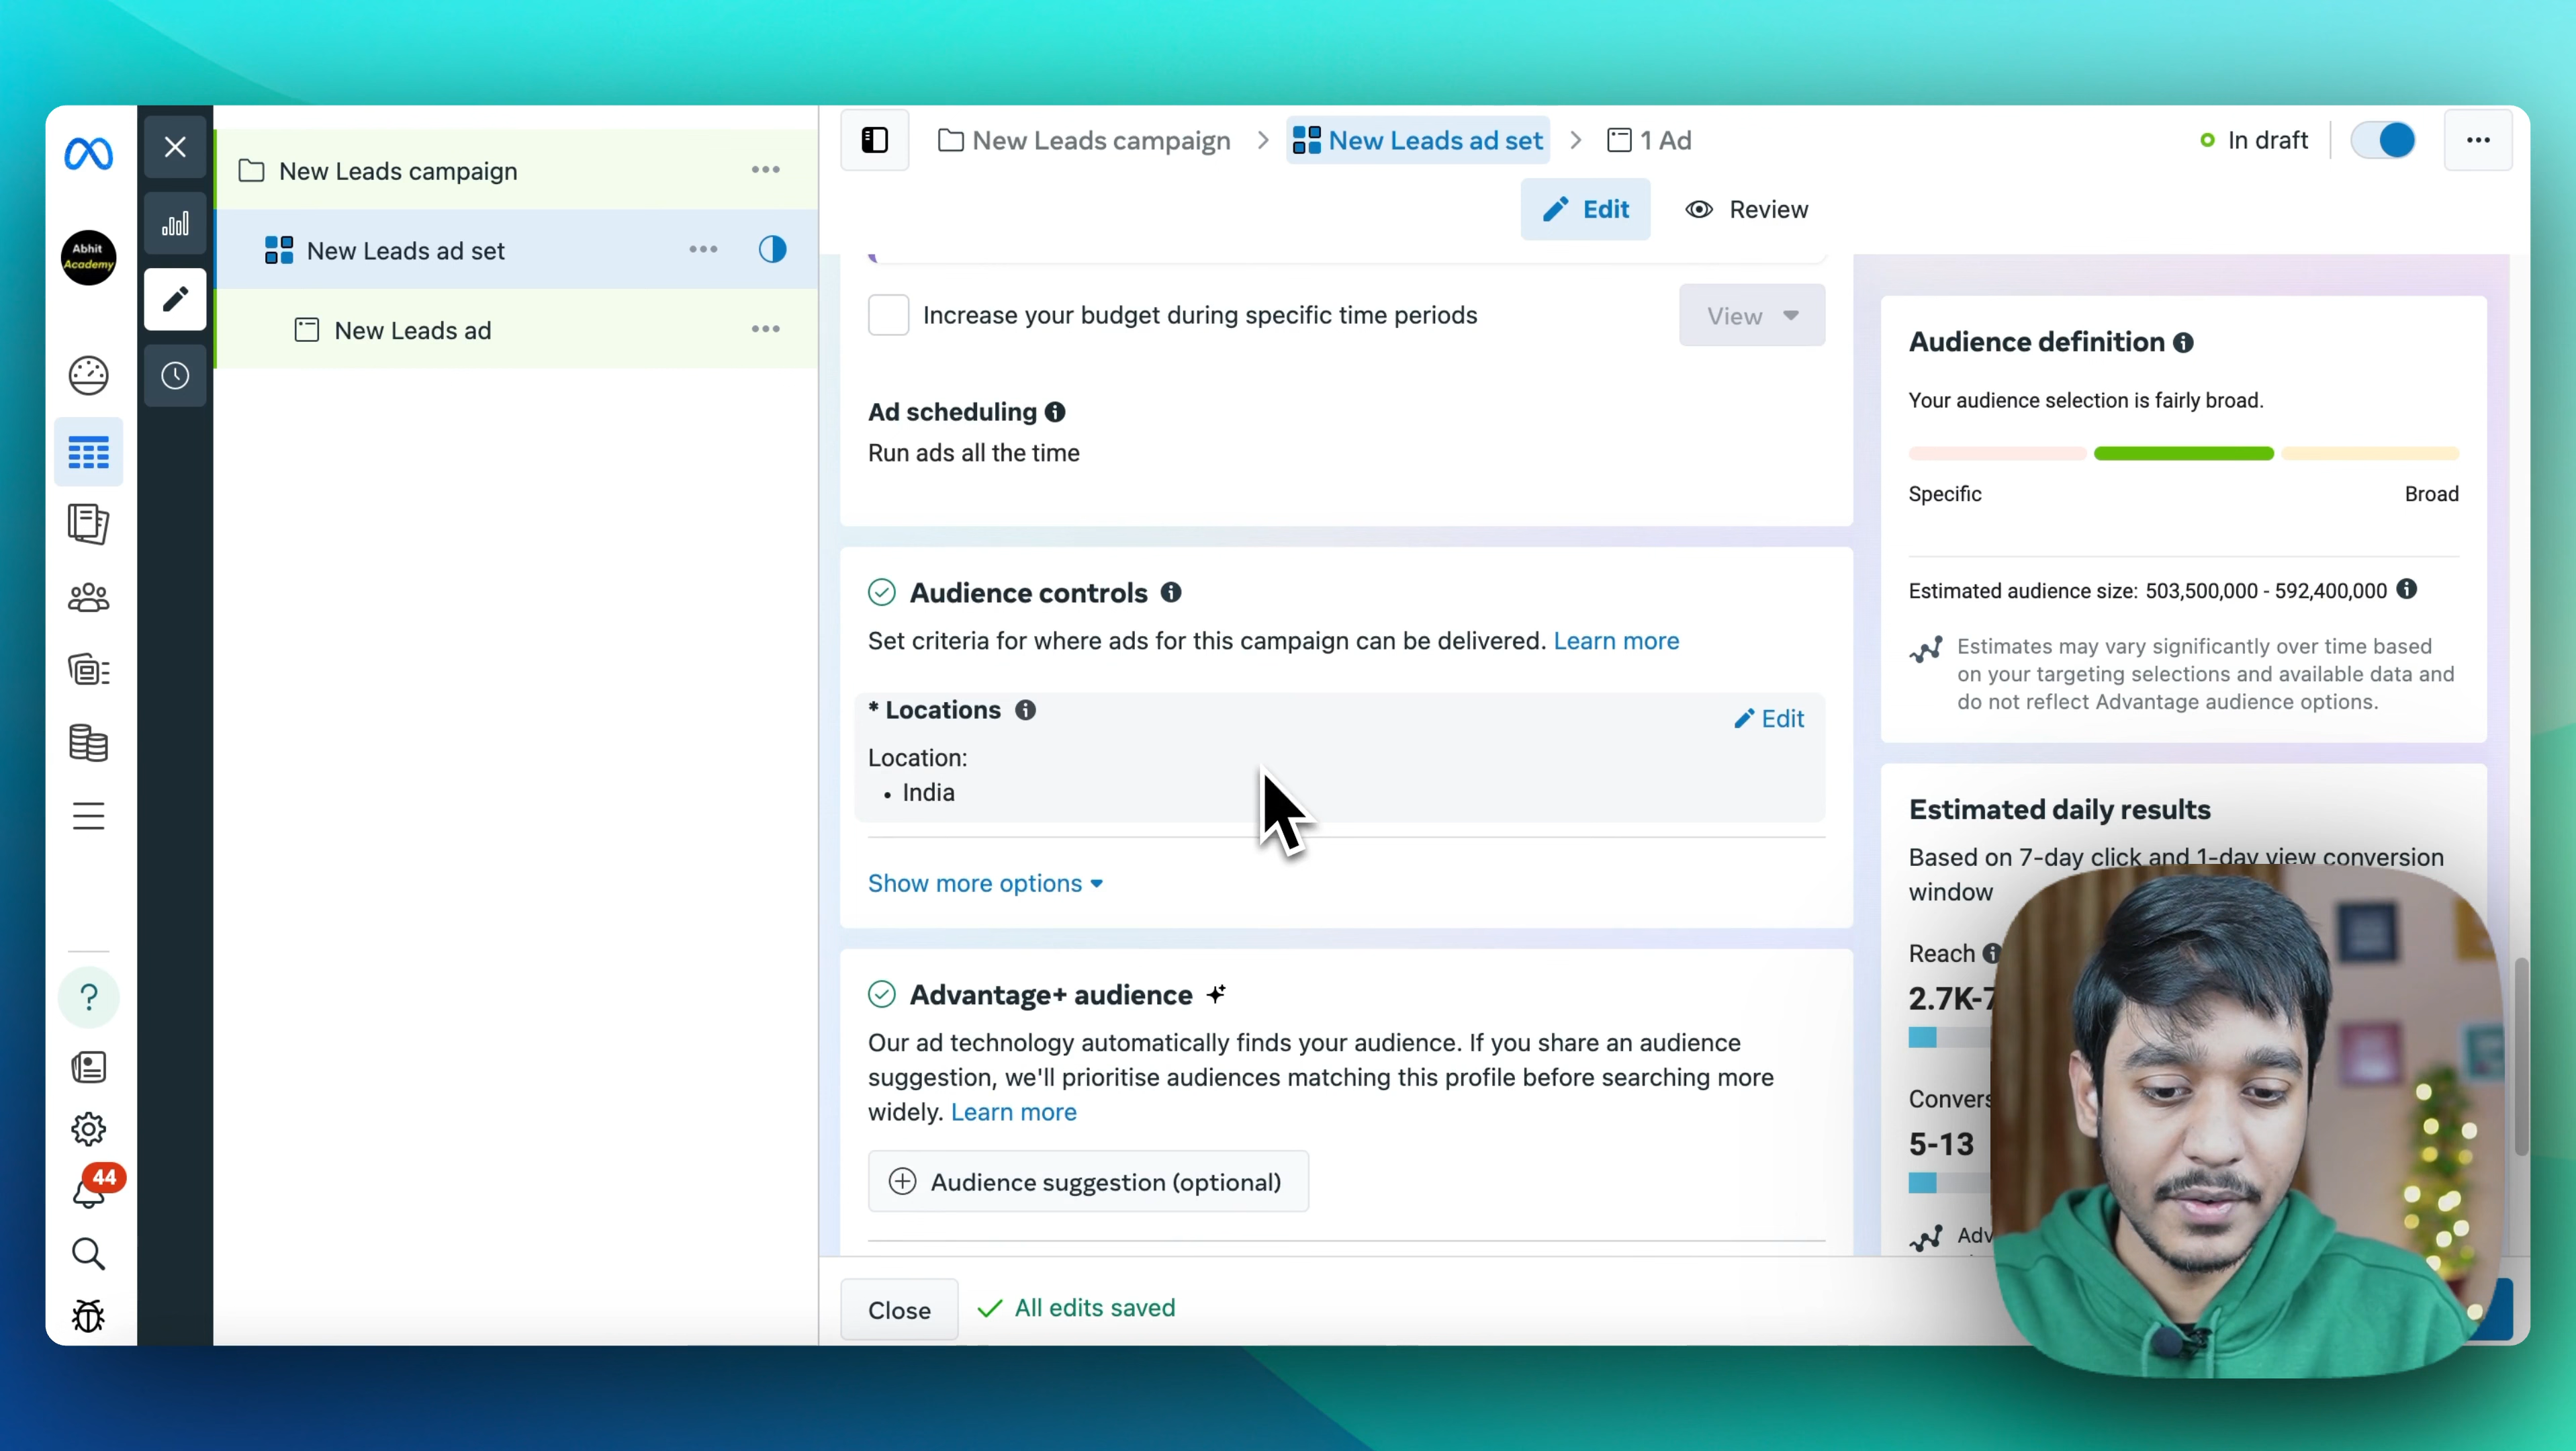 New Leads campaign
New Leads ad set
New Leads ad
Abhit
Academy
?
44
New Leads campaign > New Leads ad set > 1 Ad
In draft
Edit
Review
Increase your budget during specific time periods
View
Ad scheduling
Run ads all the time
Audience controls
Set criteria for where ads for this campaign can be delivered. Learn more
* Locations
Edit
Location:
• India
Show more options
Advantage+ audience
Our ad technology automatically finds your audience. If you share an audience
suggestion, we'll prioritise audiences matching this profile before searching more
widely. Learn more
Audience suggestion (optional)
Close
All edits saved
Audience definition
Your audience selection is fairly broad.
Specific
Broad
Estimated audience size: 503,500,000 - 592,400,000
Estimates may vary significantly over time based
on your targeting selections and available data and
do not reflect Advantage audience options.
Estimated daily results
Based on 7-day click and 1-day view conversion
window
Reach
2.7K-7
Convers
5-13
Adv